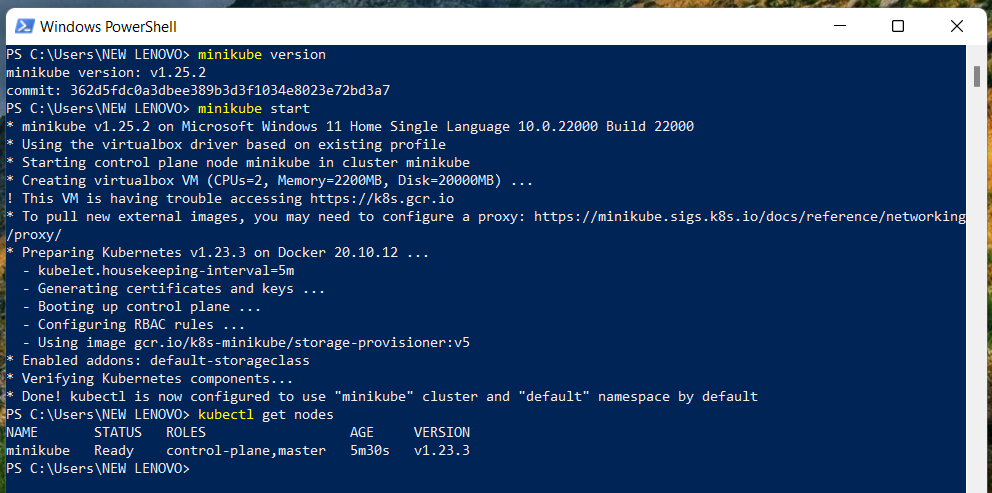 Windows PowerShell
PS C:\Users\NEW LENOVO> minikube version
minikube version: v1.25.2
commit: 362d5fdc0a3dbee389b3d3f1034e8023e72bd3a7
PS C:\Users\NEW LENOVO> minikube start
* minikube v1.25.2 on Microsoft Windows 11 Home Single Language 10.0.22000 Build 22000
* Using the virtualbox driver based on existing profile
* Starting control plane node minikube in cluster minikube
* Creating virtualbox VM (CPUs=2, Memory=2200MB, Disk=20000MB) ...
! This VM is having trouble accessing https://k8s.gcr.io
* To pull new external images, you may need to configure a proxy: https://minikube.sigs.k8s.io/docs/reference/networking
/proxy/
* Preparing Kubernetes v1.23.3 on Docker 20.10.12 ...
  - kubelet.housekeeping-interval=5m
  - Generating certificates and keys ...
  - Booting up control plane ...
  - Configuring RBAC rules ...
  - Using image gcr.io/k8s-minikube/storage-provisioner:v5
* Enabled addons: default-storageclass
* Verifying Kubernetes components...
* Done! kubectl is now configured to use "minikube" cluster and "default" namespace by default
PS C:\Users\NEW LENOVO> kubectl get nodes
NAME       STATUS   ROLES                  AGE     VERSION
minikube   Ready    control-plane,master   5m30s   v1.23.3
PS C:\Users\NEW LENOVO>